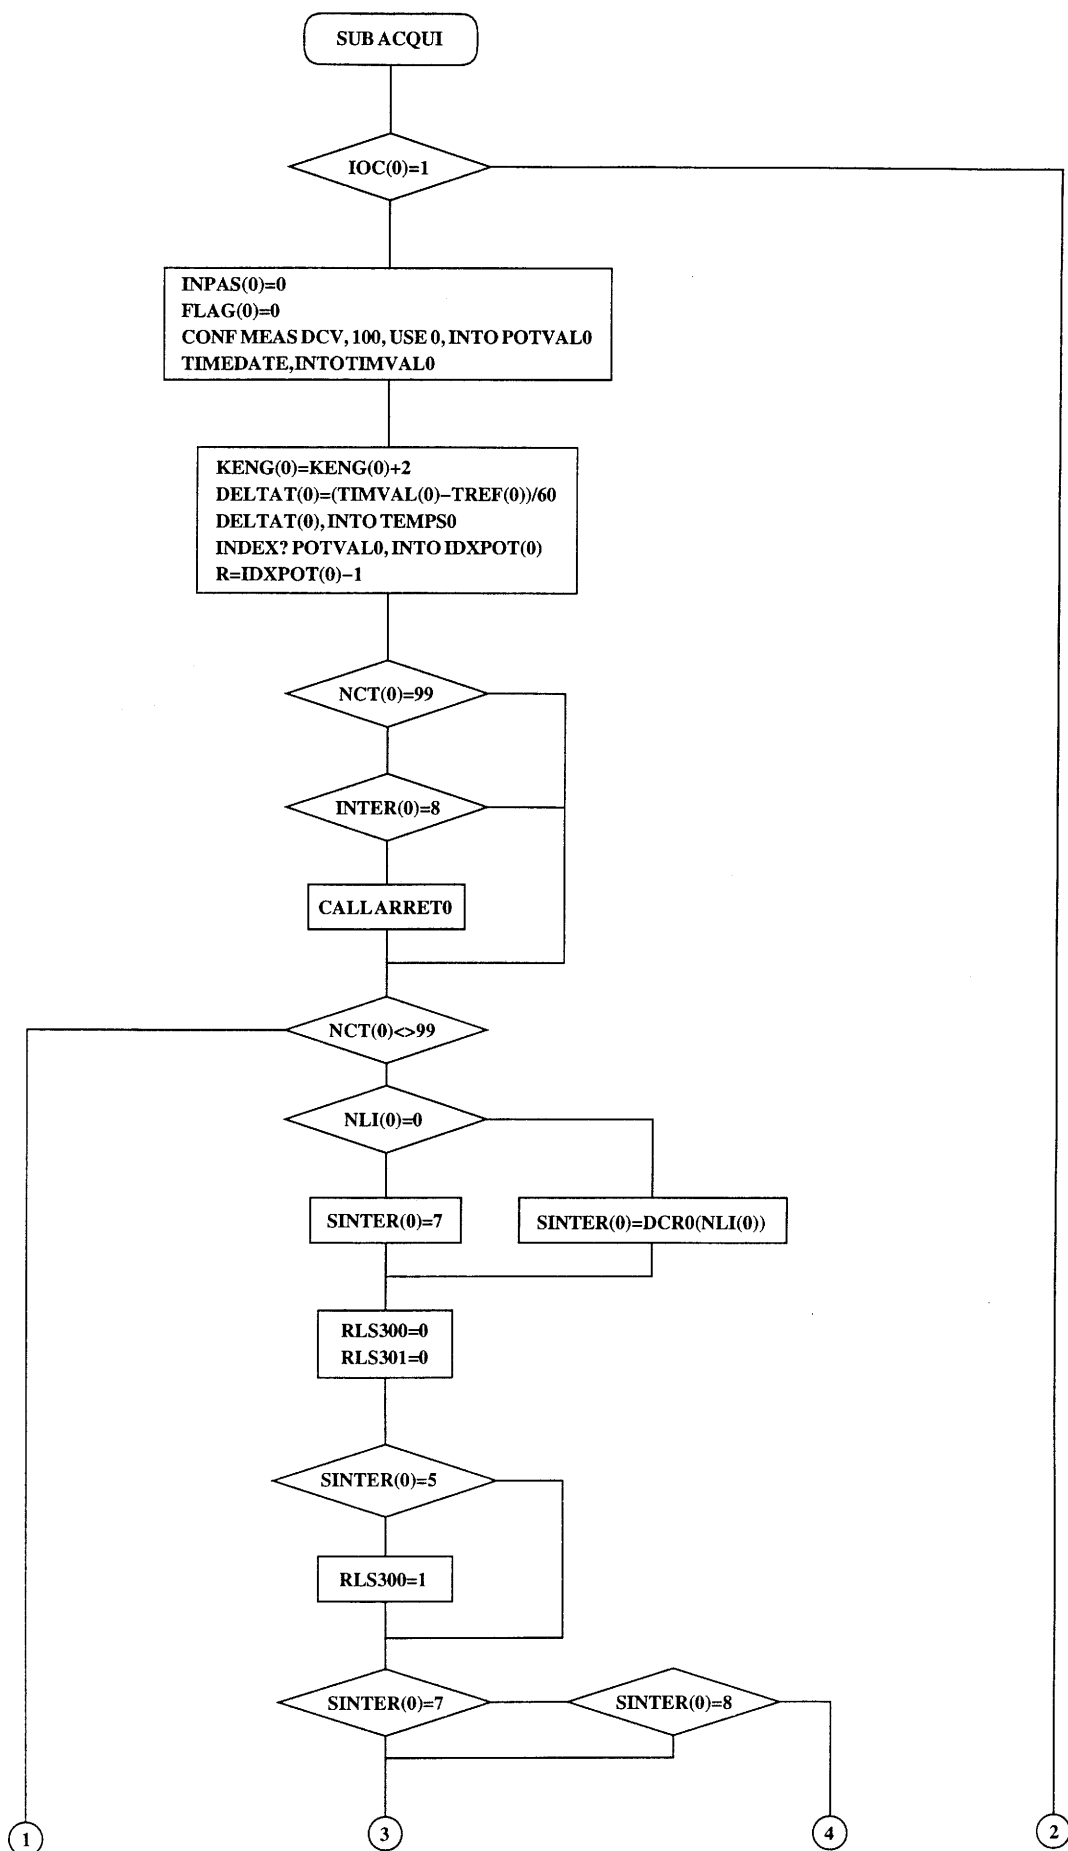 SUB ACQUI
IOC(0)=1
INPAS(0)=0
FLAG(0)=0
CONF MEAS DCV, 100, USE 0, INTO POTVAL0
TIMEDATE, INTO TIMVAL0
KENG(0)=KENG(0)+2
DELTAT(0)=(TIMVAL(0)−TREF(0))/60
DELTAT(0), INTO TEMPS0
INDEX? POTVAL0, INTO IDXPOT(0)
R=IDXPOT(0)−1
NCT(0)=99
INTER(0)=8
CALL ARRET0
NCT(0)<>99
NLI(0)=0
SINTER(0)=7
SINTER(0)=DCR0(NLI(0))
RLS300=0
RLS301=0
SINTER(0)=5
RLS300=1
SINTER(0)=7
SINTER(0)=8
1
3
4
2